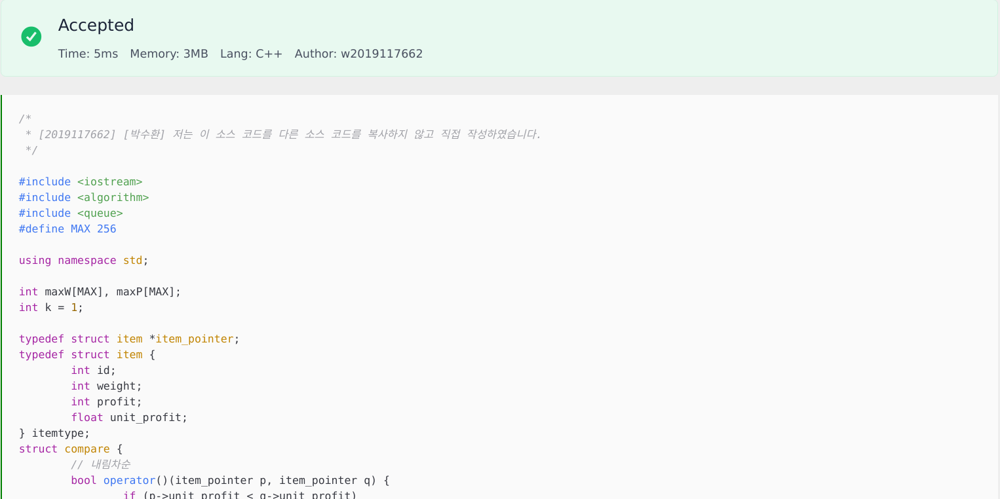 Accepted
Time: 5ms Memory: 3MB Lang: C++ Author: w2019117662
/*
 * [2019117662] [박수환] 저는 이 소스 코드를 다른 소스 코드를 복사하지 않고 직접 작성하였습니다.
 */
#include <iostream>
#include <algorithm>
#include <queue>
#define MAX 256
using namespace std;
int maxW[MAX], maxP[MAX];
int k = 1;
typedef struct item *item_pointer;
typedef struct item {
        int id;
        int weight;
        int profit;
        float unit_profit;
} itemtype;
struct compare {
        // 내림차순
        bool operator()(item_pointer p, item_pointer q) {
                if (p->unit_profit < q->unit_profit)